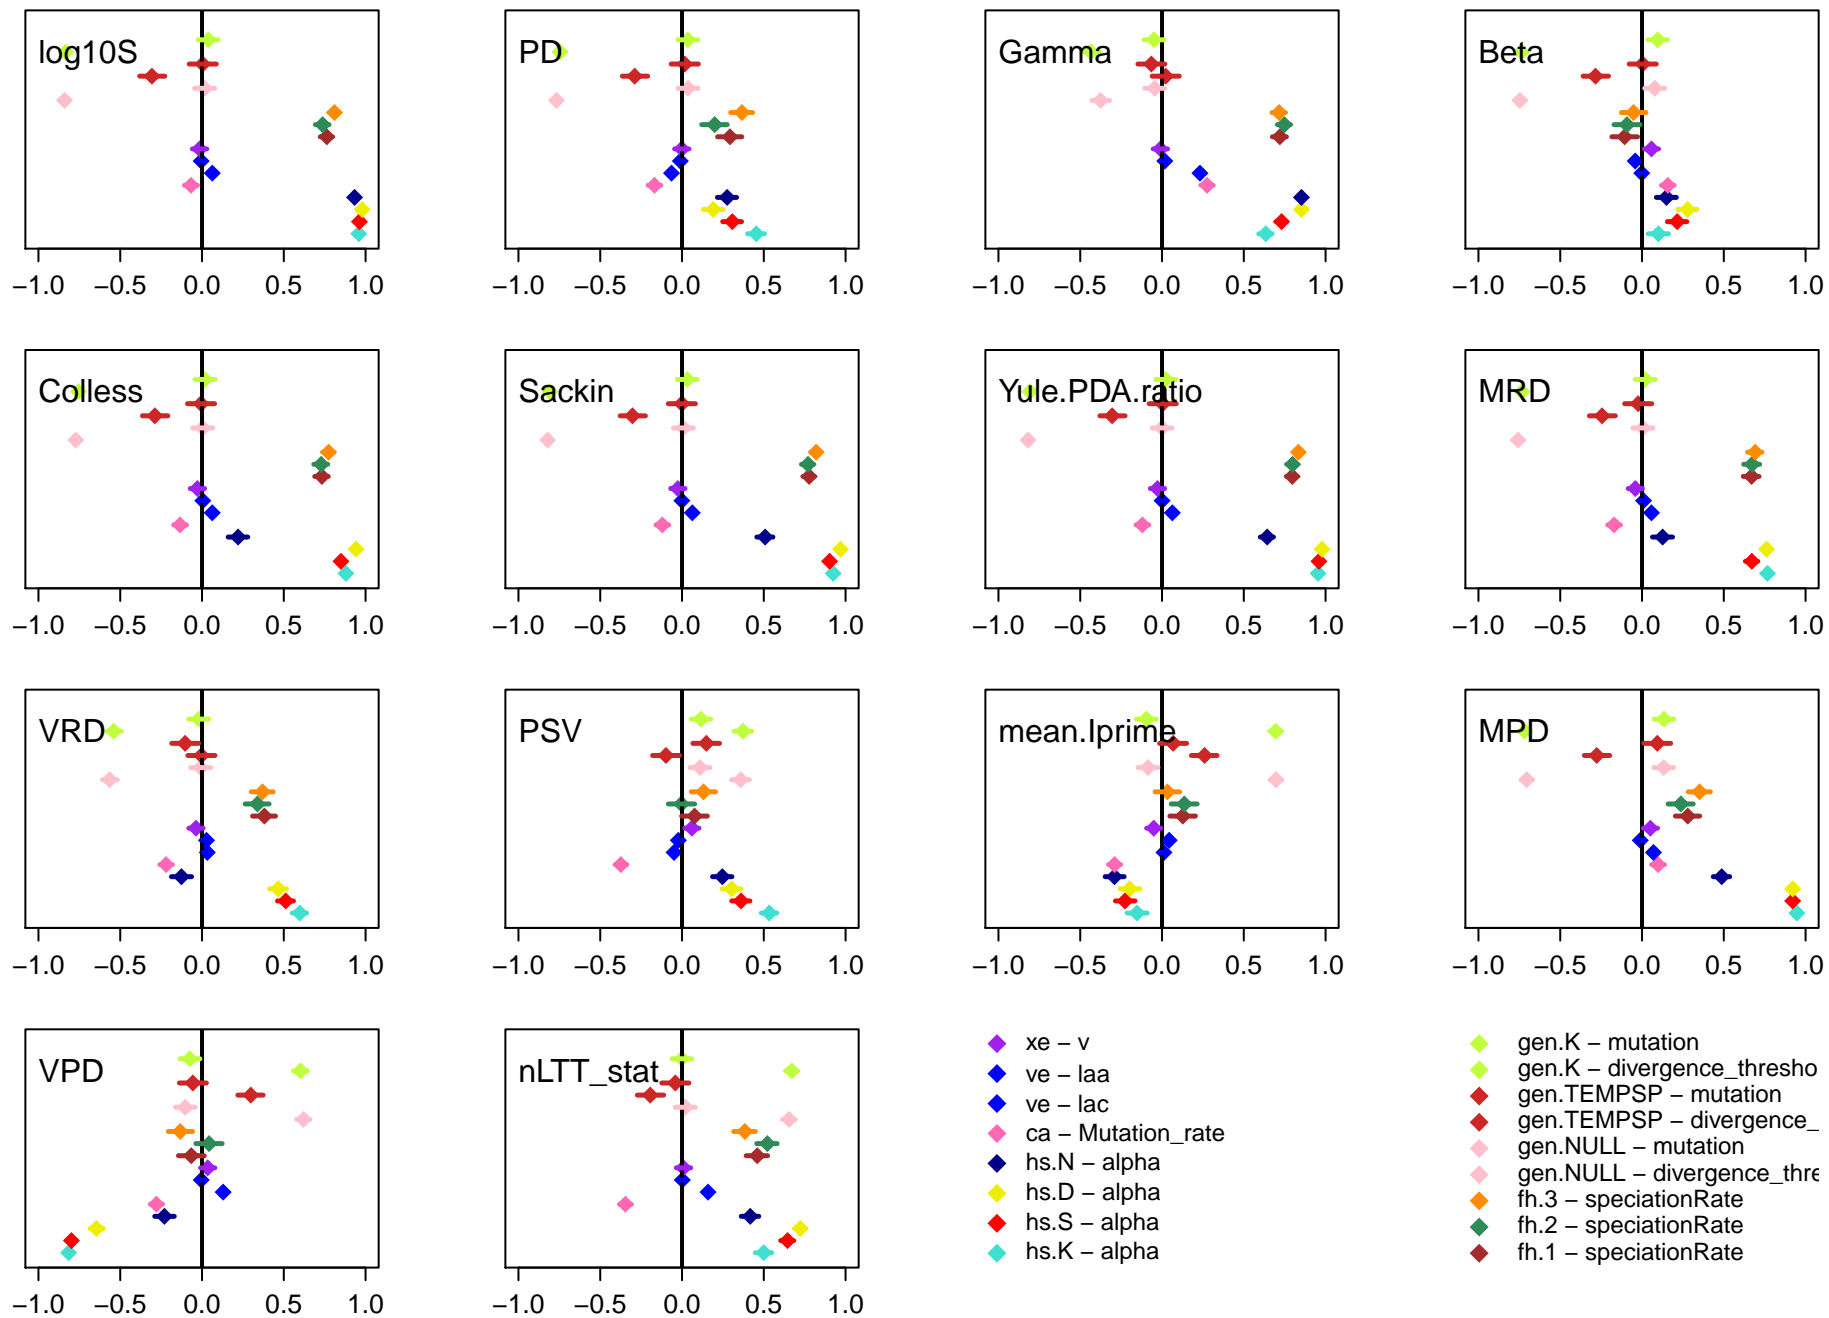 log10S
−1.0 −0.5 0.0 0.5 1.0
PD
−1.0 −0.5 0.0 0.5 1.0
Gamma
−1.0 −0.5 0.0 0.5 1.0
Beta
−1.0 −0.5 0.0 0.5 1.0
Colless
−1.0 −0.5 0.0 0.5 1.0
Sackin
−1.0 −0.5 0.0 0.5 1.0
Yule.PDA.ratio
−1.0 −0.5 0.0 0.5 1.0
MRD
−1.0 −0.5 0.0 0.5 1.0
VRD
−1.0 −0.5 0.0 0.5 1.0
PSV
−1.0 −0.5 0.0 0.5 1.0
mean.Iprime
−1.0 −0.5 0.0 0.5 1.0
MPD
−1.0 −0.5 0.0 0.5 1.0
VPD
−1.0 −0.5 0.0 0.5 1.0
nLTT_stat
−1.0 −0.5 0.0 0.5 1.0
xe − v
ve − laa
ve − lac
ca − Mutation_rate
hs.N − alpha
hs.D − alpha
hs.S − alpha
hs.K − alpha
gen.K − mutation
gen.K − divergence_thresho
gen.TEMPSP − mutation
gen.TEMPSP − divergence_
gen.NULL − mutation
gen.NULL − divergence_thre
fh.3 − speciationRate
fh.2 − speciationRate
fh.1 − speciationRate